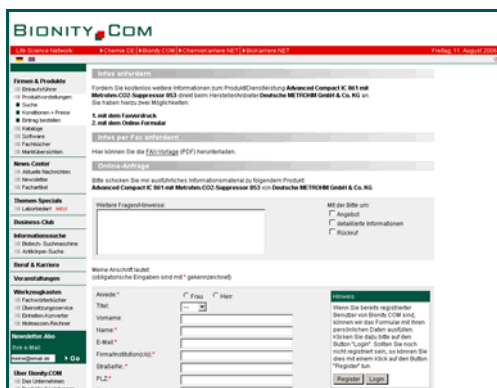 BIONITY.COM
Life Science Network
Chemie.DE | Bionity.COM | ChemieKarriere.NET | BioKarriere.NET
Freitag, 11. August 2006
Firmen & Produkte
Einkaufsführer
Produktvorstellungen
Suche
Konditionen + Preise
Eintrag bestellen
Kataloge
Software
Fachbücher
Marktübersichten
News-Center
Aktuelle Nachrichten
Newsletter
Fachartikel
Themen-Specials
Laborbedarf
Business-Club
Informationssuche
Biotech- Suchmaschine
Antikörper-Suche
Beruf & Karriere
Veranstaltungen
Werkzeugkasten
Fachwörterbücher
Übersetzungsservice
Einheiten-Konverter
Molmassen-Rechner
Newsletter Abo
Ihre e-Mail:
meine@email.de
Go
Über Bionity.COM
Das Unternehmen
Infos anfordern
Fordern Sie kostenlos weitere Informationen zum Produkt/Dienstleistung Advanced Compact IC 861 mit
Metrohm-CO2-Suppressor 853 direkt beim Hersteller/Anbieter Deutsche METROHM GmbH & Co. KG an.
Sie haben hierzu zwei Möglichkeiten.
1. mit dem Faxvordruck
2. mit dem Online-Formular
Infos per Fax anfordern
Hier können Sie die FAX-Vorlage (PDF) herunterladen.
Online-Anfrage
Bitte schicken Sie mir ausführliches Informationsmaterial zu folgendem Produkt:
Advanced Compact IC 861 mit Metrohm-CO2-Suppressor 853 von Deutsche METROHM GmbH & Co. KG
Weitere Fragen/Hinweise:
Mit der Bitte um:
Angebot
detaillierte Informationen
Rückruf
Meine Anschrift lautet:
(obligatorische Eingaben sind mit * gekennzeichnet)
Anrede:*
Frau
Herr
Titel:
--
Vorname:
Name:*
E-Mail:*
Firma/Institution(ch):*
Straße/Nr.:*
PLZ:*
Hinweis
Wenn Sie bereits registrierter
Benutzer von Bionity.COM sind,
können wir das Formular mit Ihren
persönlichen Daten ausfüllen.
Klicken Sie dazu bitte auf den
Button "Login". Sollten Sie noch
nicht registriert sein, so können Sie
dies mit einem Klick auf den Button
"Register" tun.
Register
Login